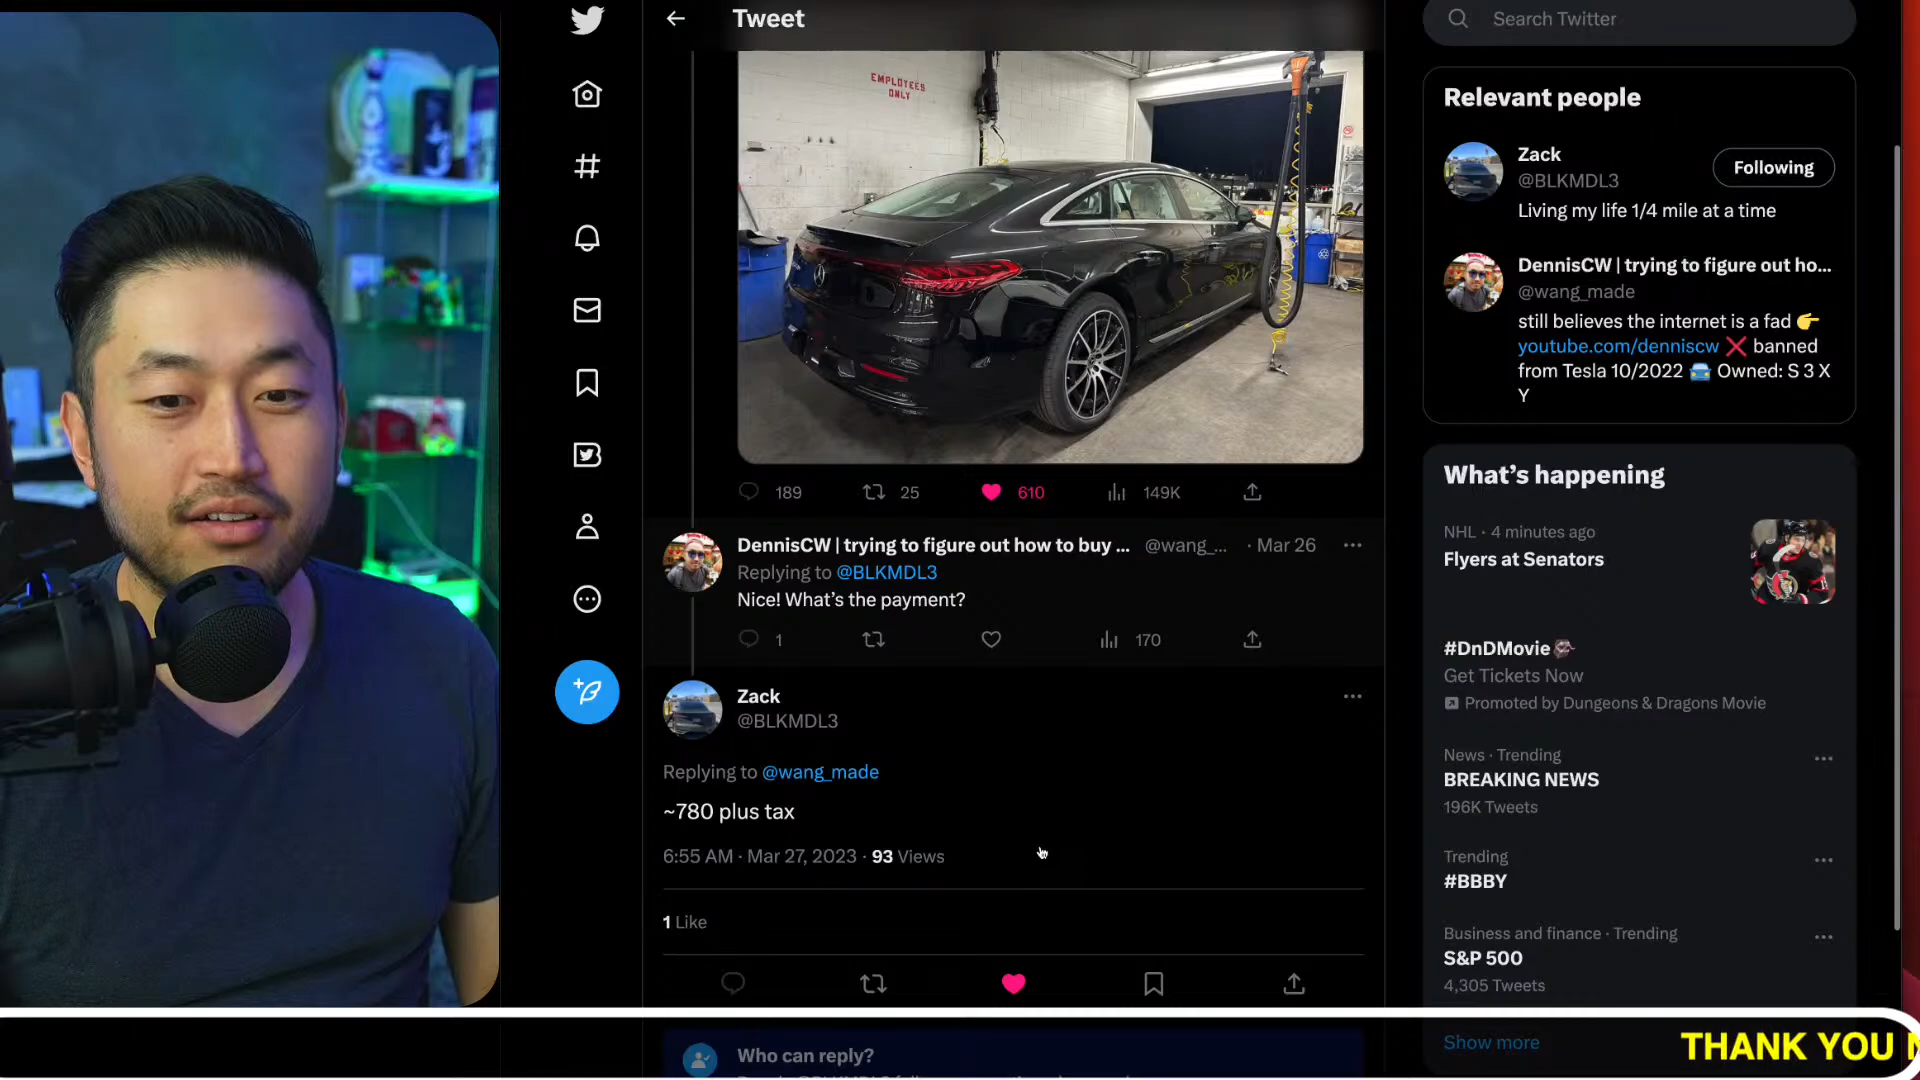 Tweet
Search Twitter
EMPLOYEES
ONLY
189
25
610
149K
DennisCW | trying to figure out how to buy ... @wang_... · Mar 26
Replying to @BLKMDL3
Nice! What's the payment?
1
170
Zack
@BLKMDL3
Replying to @wang_made
~780 plus tax
6:55 AM · Mar 27, 2023 · 93 Views
1 Like
Who can reply?
Relevant people
Zack
@BLKMDL3
Following
Living my life 1/4 mile at a time
DennisCW | trying to figure out ho...
@wang_made
still believes the internet is a fad 👉
youtube.com/denniscw ❌ banned
from Tesla 10/2022 🚘 Owned: S 3 X
Y
What's happening
NHL · 4 minutes ago
Flyers at Senators
#DnDMovie
Get Tickets Now
Promoted by Dungeons & Dragons Movie
News · Trending
BREAKING NEWS
196K Tweets
Trending
#BBBY
Business and finance · Trending
S&P 500
4,305 Tweets
Show more
THANK YOU